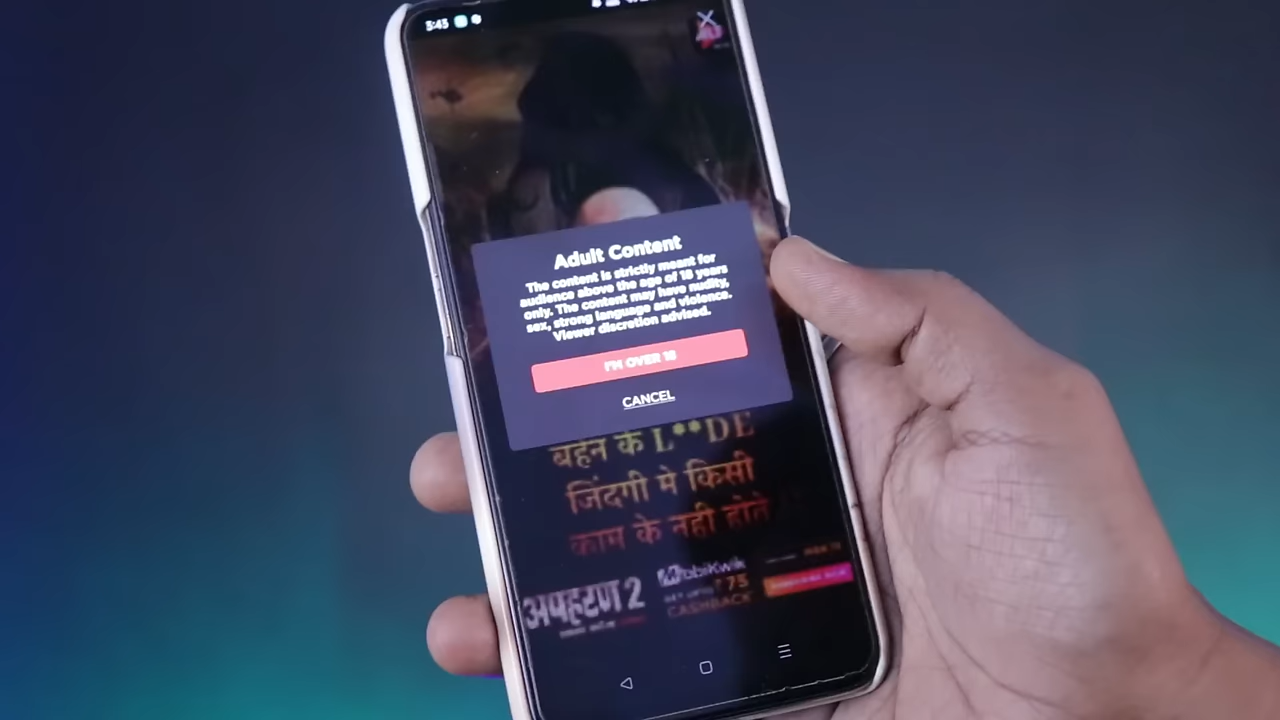 3:43
Adult Content
The content is strictly meant for
audience above the age of 18 years
only. The content may have nudity,
sex, strong language and violence.
Viewer discretion advised.
I'M OVER 18
CANCEL
बहन के L**DE
जिंदगी मे किसी
काम के नही होते
अपहरण 2
MobiKwik
₹75
CASHBACK